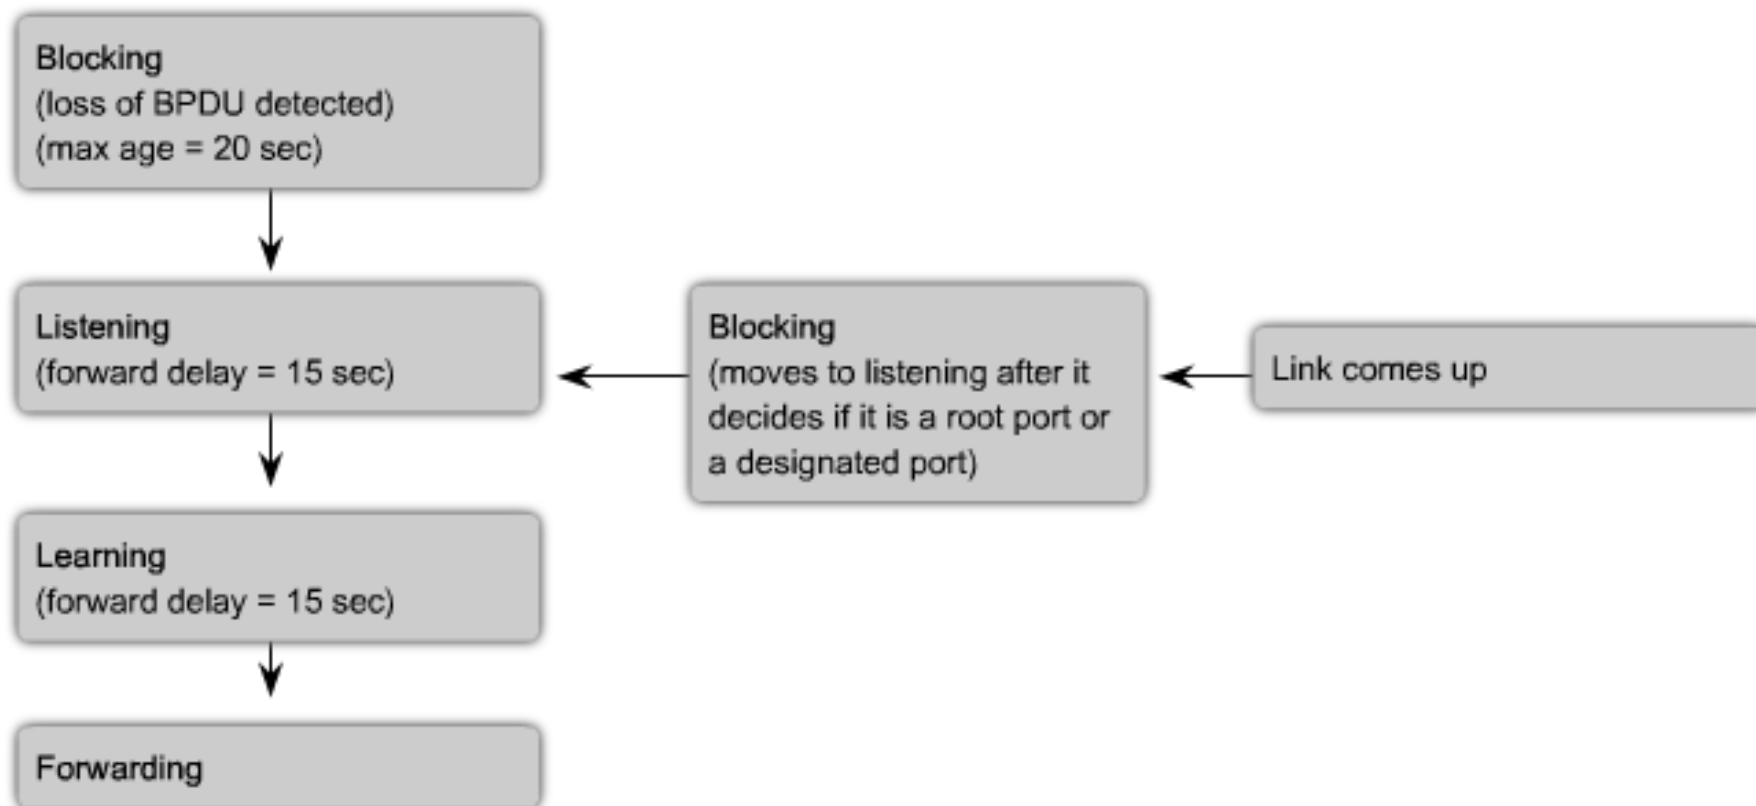 Blocking
(loss of BPDU detected)
(max age = 20 sec)
Listening
(forward delay = 15 sec)
Blocking
(moves to listening after it
decides if it is a root port or
a designated port)
Link comes up
Learning
(forward delay = 15 sec)
Forwarding